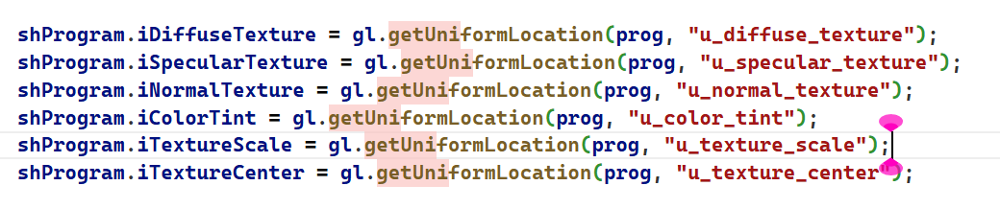 shProgram.iDiffuseTexture = gl.getUniformLocation(prog, "u_diffuse_texture");
shProgram.iSpecularTexture = gl.getUniformLocation(prog, "u_specular_texture");
shProgram.iNormalTexture = gl.getUniformLocation(prog, "u_normal_texture");
shProgram.iColorTint = gl.getUniformLocation(prog, "u_color_tint");
shProgram.iTextureScale = gl.getUniformLocation(prog, "u_texture_scale");
shProgram.iTextureCenter = gl.getUniformLocation(prog, "u_texture_center");